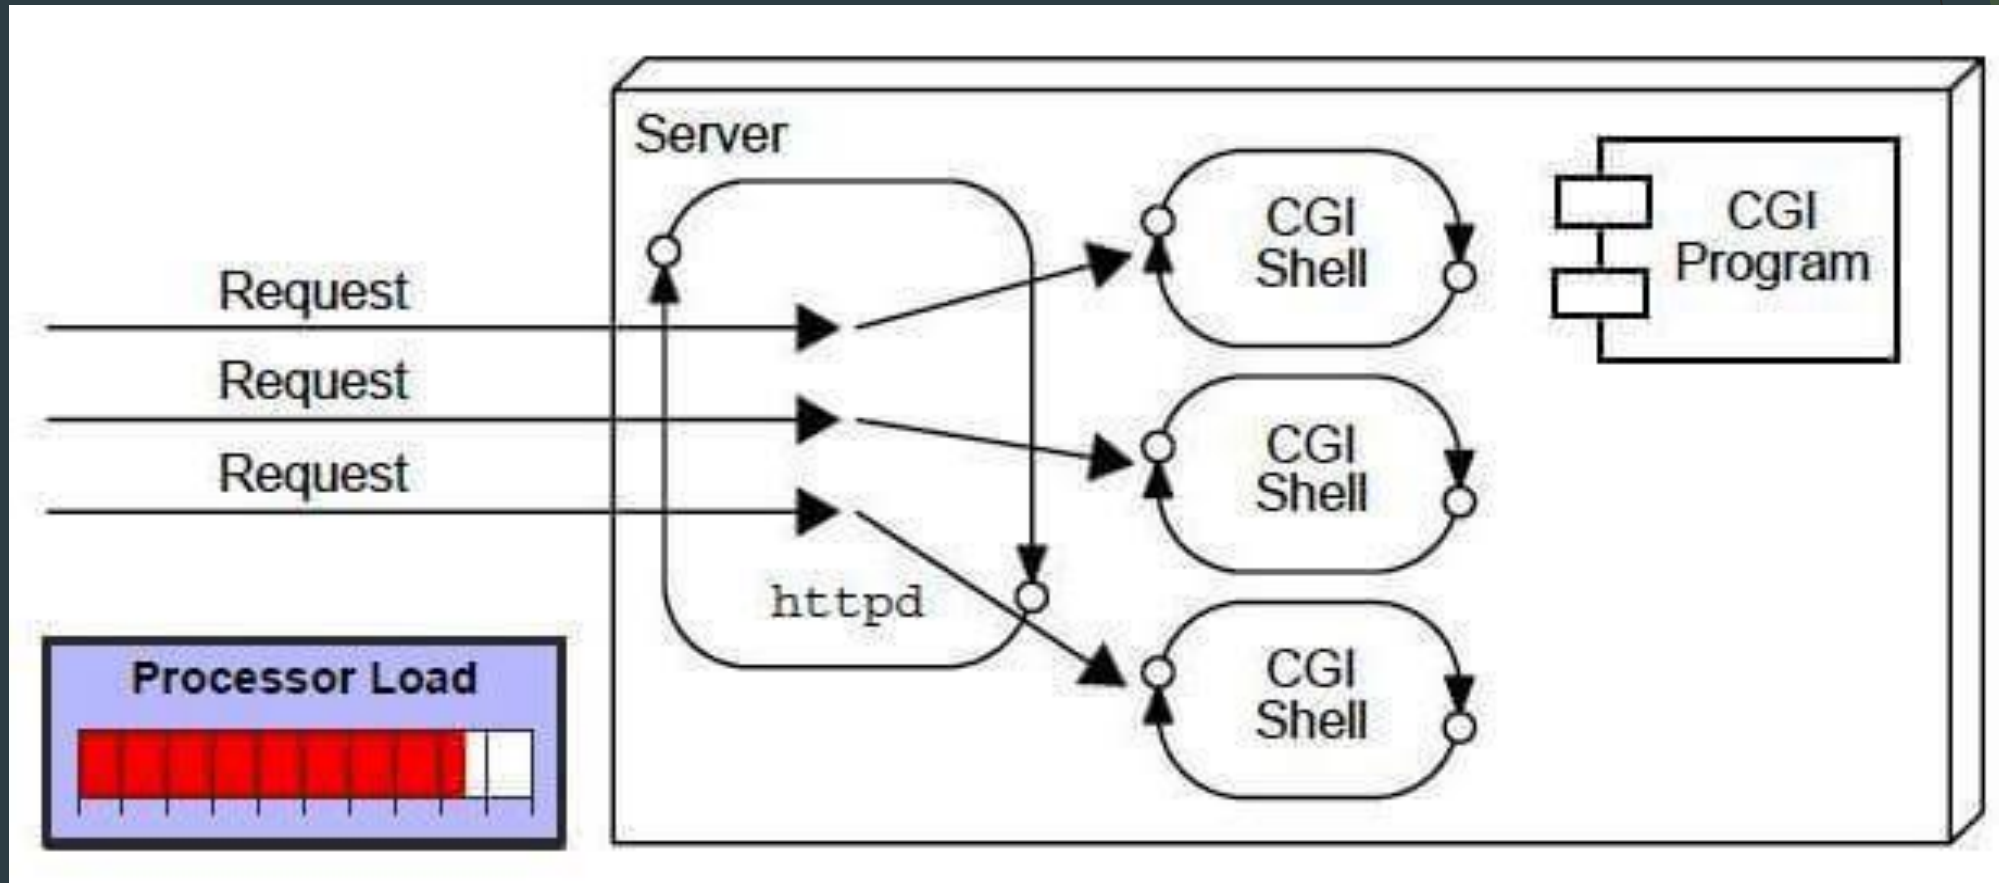 Server
Request
Request
Request
httpd
CGI
Shell
CGI
Shell
CGI
Shell
CGI
Program
Processor Load